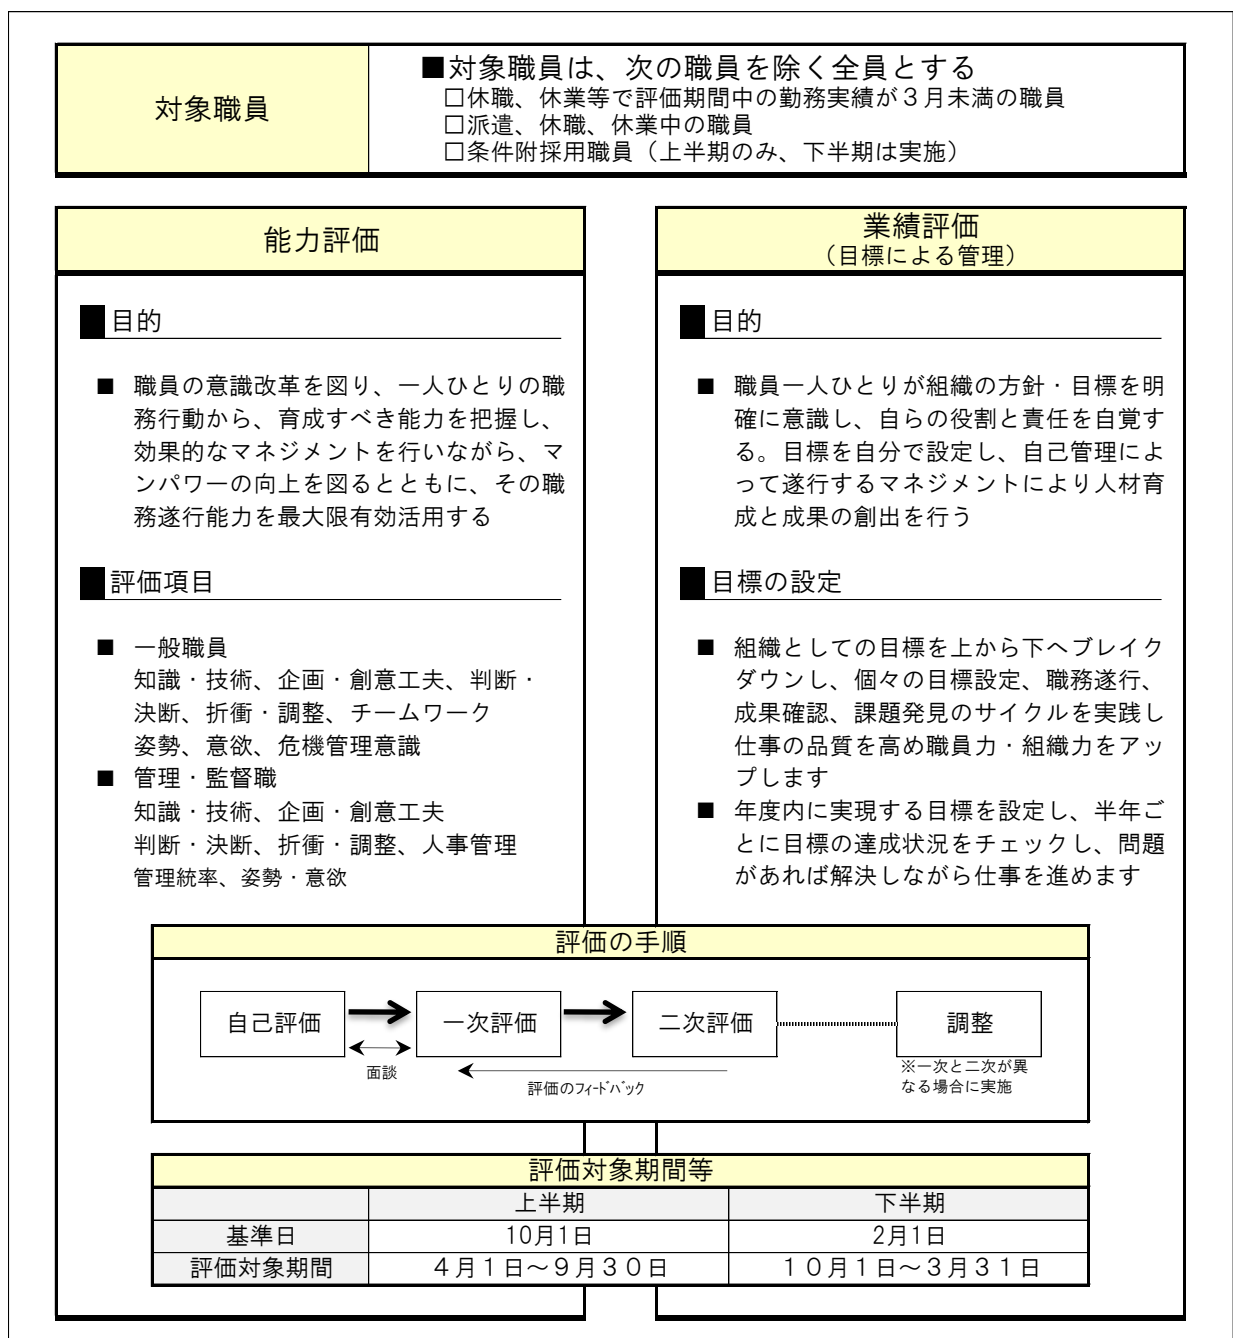 対象職員
■対象職員は、次の職員を除く全員とする
□休職、休業等で評価期間中の勤務実績が３月未満の職員
□派遣、休職、休業中の職員
□条件附採用職員（上半期のみ、下半期は実施）
能力評価
目的
■ 職員の意識改革を図り、一人ひとりの職
務行動から、育成すべき能力を把握し、
効果的なマネジメントを行いながら、マ
ンパワーの向上を図るとともに、その職
務遂行能力を最大限有効活用する
評価項目
■ 一般職員
知識・技術、企画・創意工夫、判断・
決断、折衝・調整、チームワーク
姿勢、意欲、危機管理意識
■ 管理・監督職
知識・技術、企画・創意工夫
判断・決断、折衝・調整、人事管理
管理統率、姿勢・意欲
業績評価
（目標による管理）
目的
■ 職員一人ひとりが組織の方針・目標を明
確に意識し、自らの役割と責任を自覚す
る。目標を自分で設定し、自己管理によ
って遂行するマネジメントにより人材育
成と成果の創出を行う
目標の設定
■ 組織としての目標を上から下へブレイク
ダウンし、個々の目標設定、職務遂行、
成果確認、課題発見のサイクルを実践し
仕事の品質を高め職員力・組織力をアッ
プします
■ 年度内に実現する目標を設定し、半年ご
とに目標の達成状況をチェックし、問題
があれば解決しながら仕事を進めます
評価の手順
自己評価 一次評価 二次評価 調整
面談
評価のﾌｨｰﾄﾞﾊﾞｯｸ
※一次と二次が異
なる場合に実施
評価対象期間等
上半期 下半期
基準日 10月1日 2月1日
評価対象期間 ４月１日～９月３０日 １０月１日～３月３１日